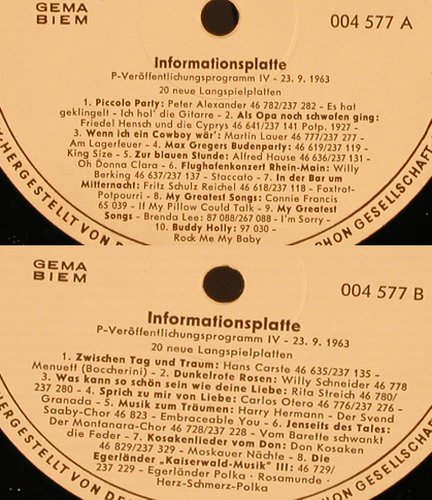 GEMA
BIEM
004 577 A
Informationsplatte
P-Veröffentlichungsprogramm IV - 23. 9. 1963
20 neue Langspielplatten
1. Piccolo Party: Peter Alexander 46 782/237 282 - Es hat
geklingelt - Ich hol' die Gitarre - 2. Als Opa noch schwofen ging:
Friedel Hensch und die Cyprys 46 641/237 141 Potp. 1927 -
3. Wenn ich ein Cowboy wär': Martin Lauer 46 777/237 277 -
Am Lagerfeuer - 4. Max Gregers Budenparty: 46 619/237 119 -
King Size - 5. Zur blauen Stunde: Alfred Hause 46 636/237 131 -
Oh Donna Clara - 6. Flughafenkonzert Rhein-Main: Willy
Berking 46 637/237 137 - Staccato - 7. In der Bar um
Mitternacht: Fritz Schulz Reichel 46 618/237 118 - Foxtrot-
Potpourri - 8. My Greatest Songs: Connie Francis
65 039 - If My Pillow Could Talk - 9. My Greatest
Songs - Brenda Lee: 87 088/267 088 - I'm Sorry -
10. Buddy Holly: 97 030 -
Rock Me My Baby
HERGESTELLT VON
PHON GESELLSCHAFT
GEMA
BIEM
004 577 B
Informationsplatte
P-Veröffentlichungsprogramm IV - 23. 9. 1963
20 neue Langspielplatten
1. Zwischen Tag und Traum: Hans Carste 46 635/237 135 -
Menuett (Boccherini) - 2. Dunkelrote Rosen: Willy Schneider 46 778
3. Was kann so schön sein wie deine Liebe: Rita Streich 46 780/
237 280 - 4. Sprich zu mir von Liebe: Carlos Otero 46 776/237 276 -
Granada - 5. Musik zum Träumen: Harry Hermann - Der Svend
Saaby-Chor 46 823 - Embraceable You - 6. Jenseits des Tales:
Der Montanara-Chor 46 728/237 228 - Vom Barette schwankt
die Feder - 7. Kosakenlieder vom Don: Don Kosaken
46 829/237 329 - Moskauer Nächte - 8. Die
Egerländer „Kaiserwald-Musik" III: 46 729/
237 229 - Egerländer Polka - Rosamunde -
Herz-Schmerz-Polka
HERGESTELLT VON
PHON GESELLSCHAFT